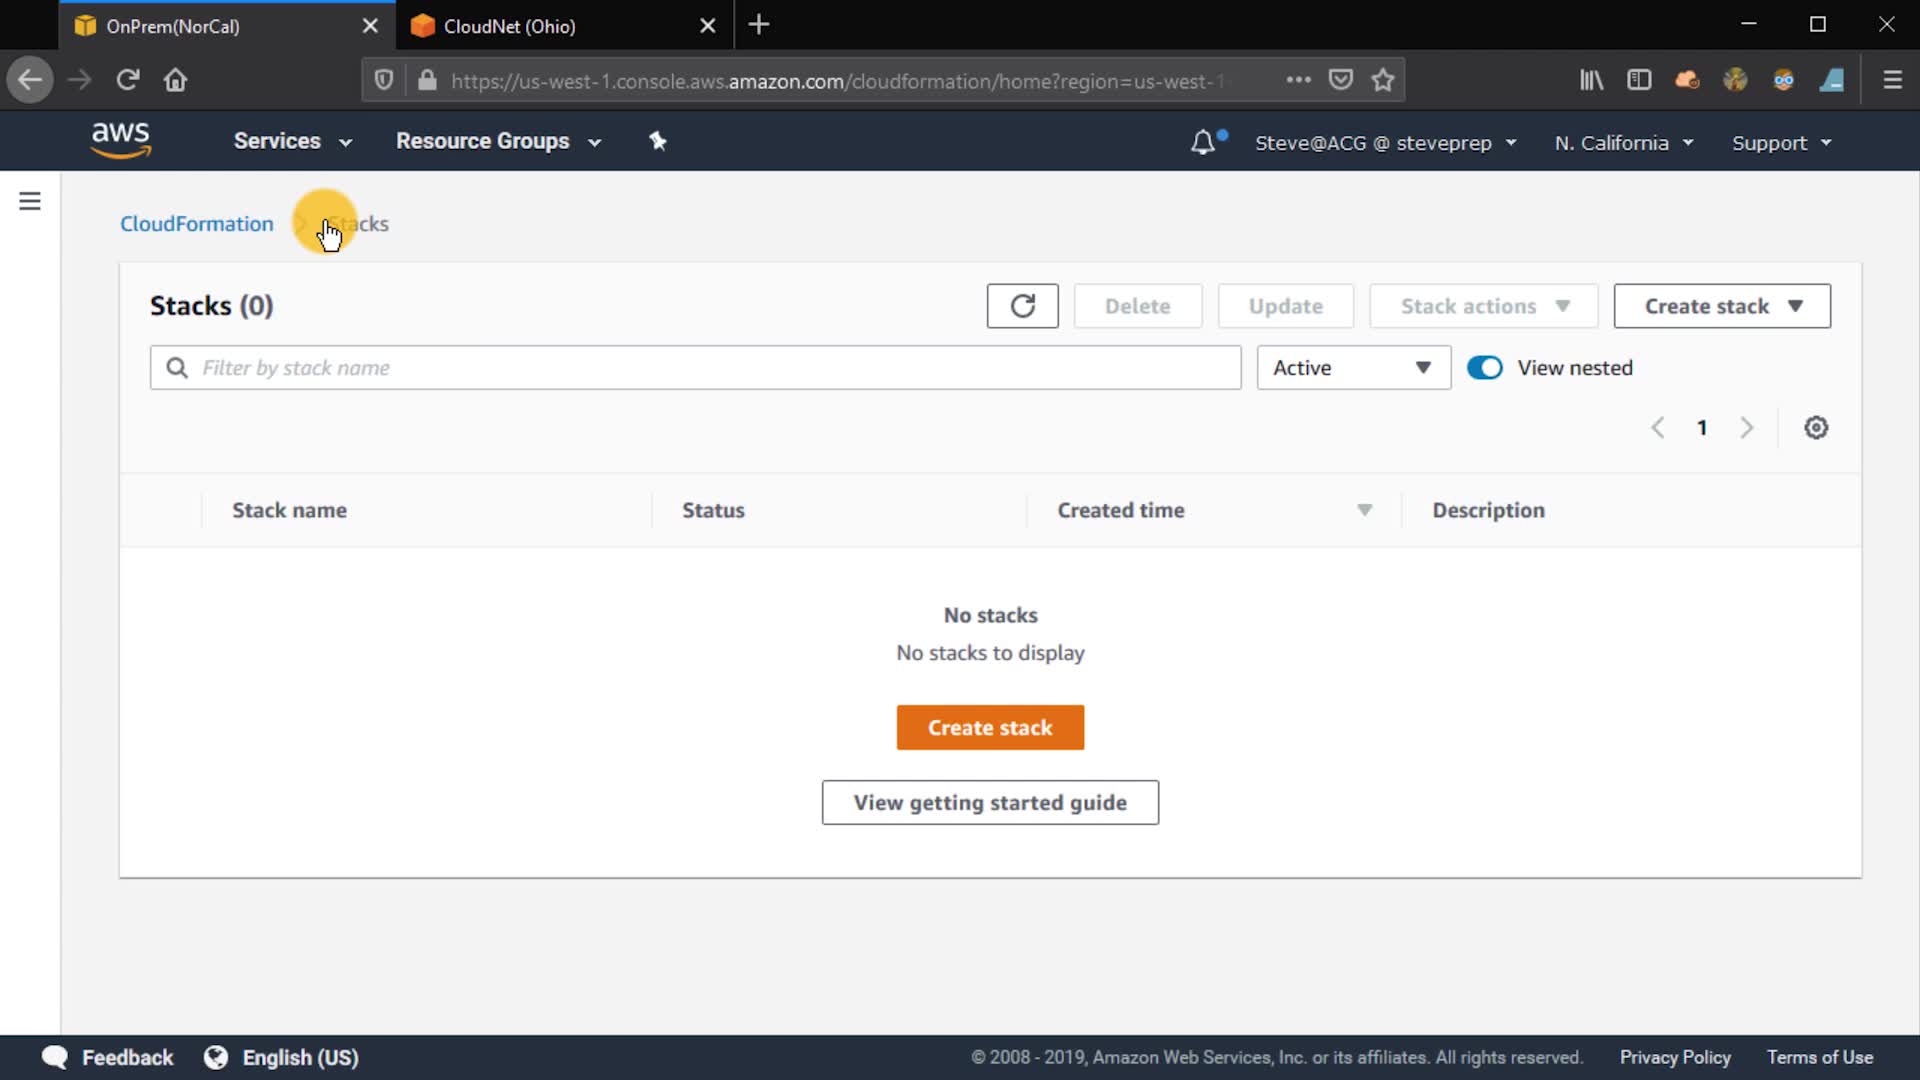 OnPrem(NorCal)
CloudNet (Ohio)
https://us-west-1.console.aws.amazon.com/cloudformation/home?region=us-west-1
aws
Services
Resource Groups
Steve@ACG @ steveprep
N. California
Support
CloudFormation
Stacks
Stacks (0)
Delete
Update
Stack actions
Create stack
Filter by stack name
Active
View nested
1
Stack name
Status
Created time
Description
No stacks
No stacks to display
Create stack
View getting started guide
Feedback
English (US)
© 2008 - 2019, Amazon Web Services, Inc. or its affiliates. All rights reserved.
Privacy Policy
Terms of Use